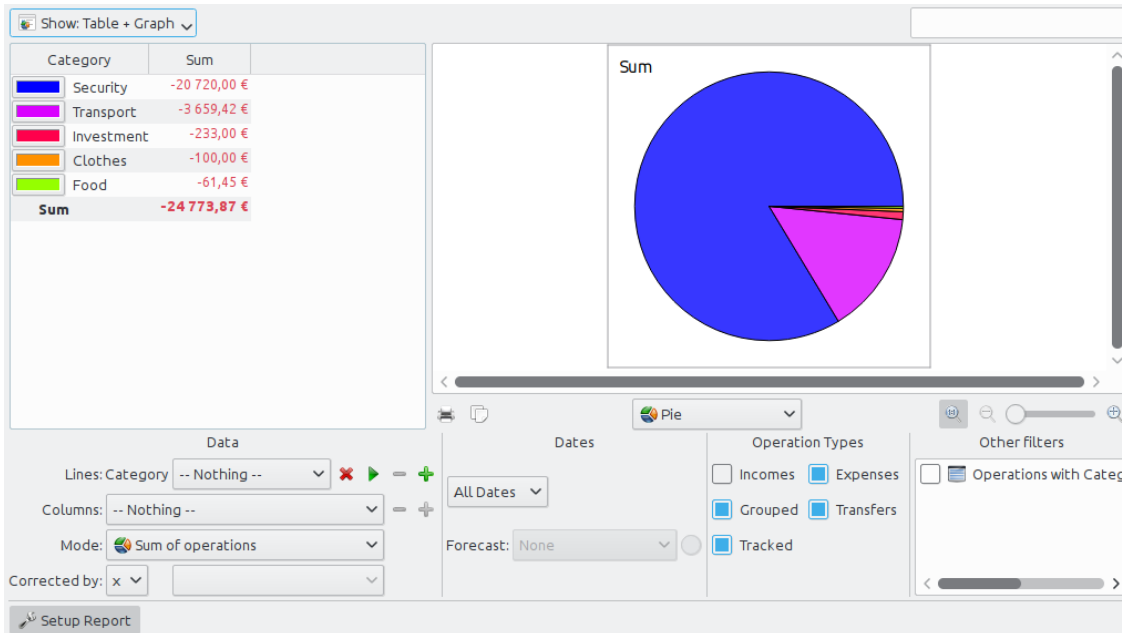 Show: Table + Graph
Category Sum
Security -20 720,00 €
Transport -3 659,42 €
Investment -233,00 €
Clothes -100,00 €
Food -61,45 €
Sum -24 773,87 €
Sum
Pie
Data
Lines: Category -- Nothing --
Columns: -- Nothing --
Mode: Sum of operations
Corrected by: x
Dates
All Dates
Forecast: None
Operation Types
Incomes Expenses
Grouped Transfers
Tracked
Other filters
Operations with Categ
Setup Report